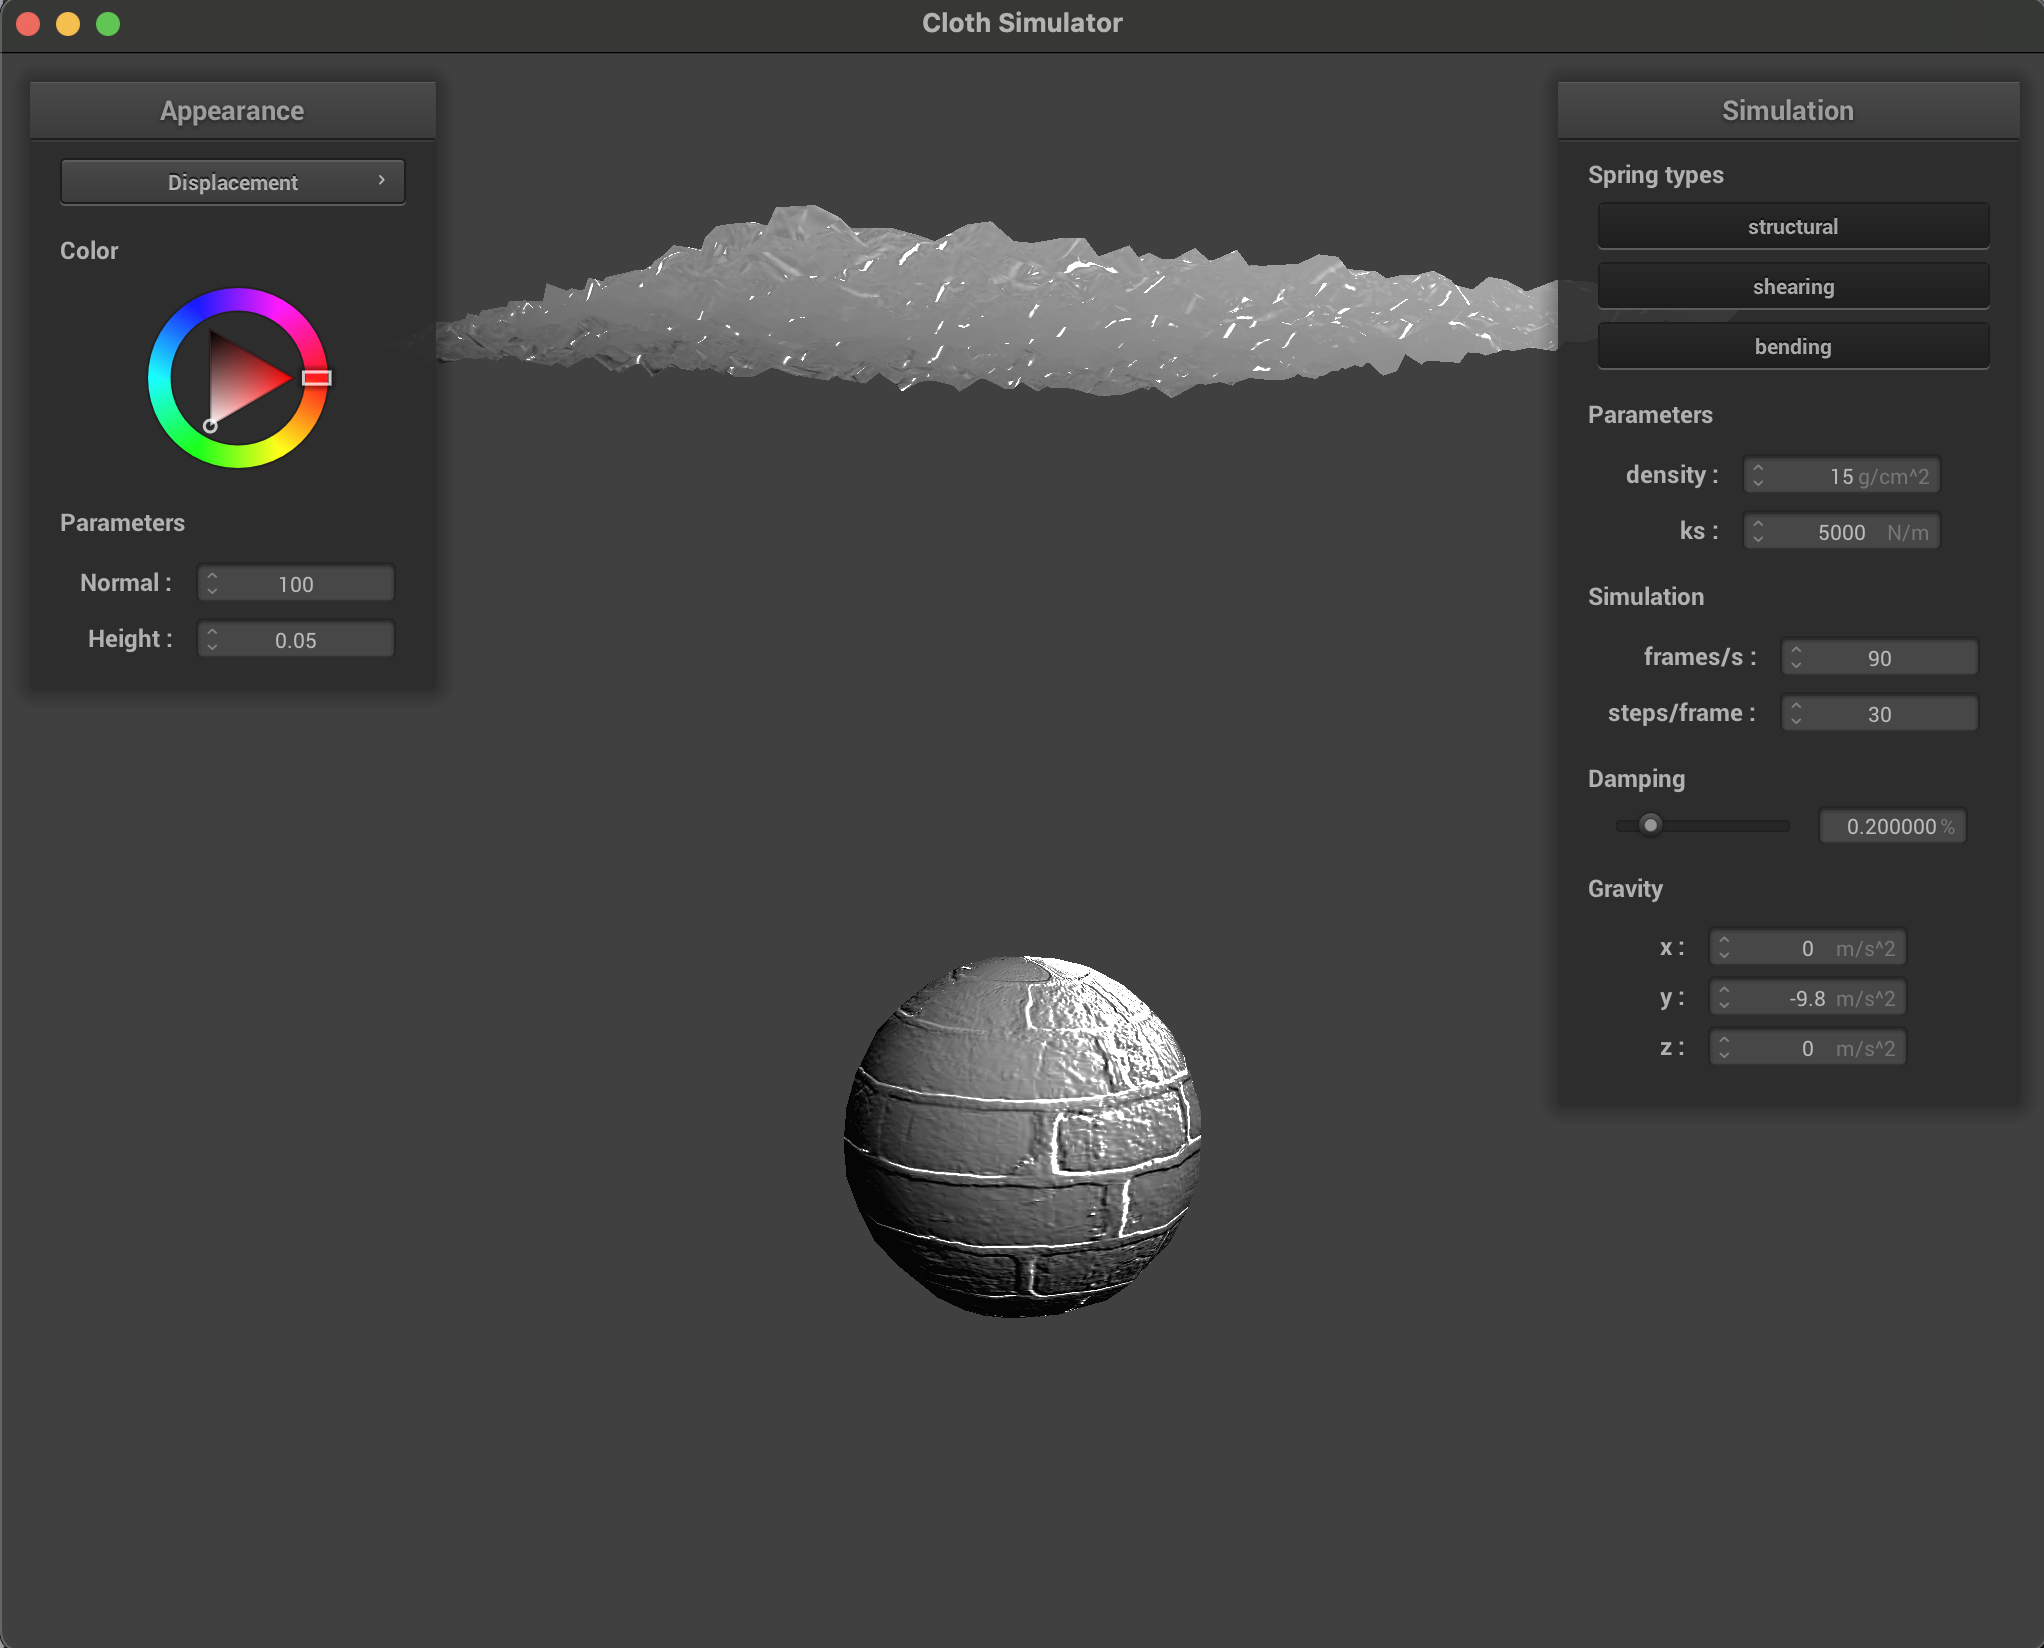 Cloth Simulator
Appearance
Displacement
Color
Parameters
Normal : 100
Height : 0.05
Simulation
Spring types
structural
shearing
bending
Parameters
density : 15 g/cm^2
ks : 5000 N/m
Simulation
frames/s : 90
steps/frame : 30
Damping
0.200000 %
Gravity
x : 0 m/s^2
y : -9.8 m/s^2
z : 0 m/s^2